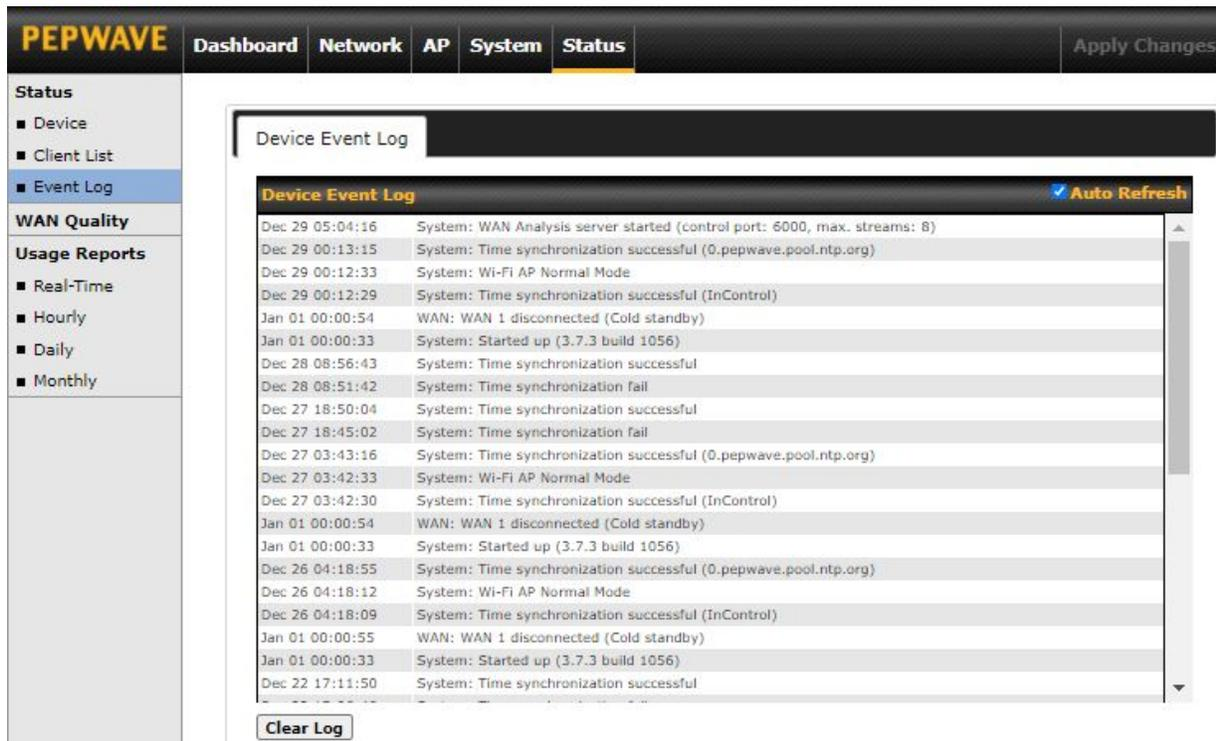 PEPWAVE Dashboard Network AP System Status Apply Changes
Status
Device
Client List
Event Log
WAN Quality
Usage Reports
Real-Time
Hourly
Daily
Monthly
Device Event Log
Device Event Log Auto Refresh
Dec 29 05:04:16 System: WAN Analysis server started (control port: 6000, max. streams: 8)
Dec 29 00:13:15 System: Time synchronization successful (0.pepwave.pool.ntp.org)
Dec 29 00:12:33 System: Wi-Fi AP Normal Mode
Dec 29 00:12:29 System: Time synchronization successful (InControl)
Jan 01 00:00:54 WAN: WAN 1 disconnected (Cold standby)
Jan 01 00:00:33 System: Started up (3.7.3 build 1056)
Dec 28 08:56:43 System: Time synchronization successful
Dec 28 08:51:42 System: Time synchronization fail
Dec 27 18:50:04 System: Time synchronization successful
Dec 27 18:45:02 System: Time synchronization fail
Dec 27 03:43:16 System: Time synchronization successful (0.pepwave.pool.ntp.org)
Dec 27 03:42:33 System: Wi-Fi AP Normal Mode
Dec 27 03:42:30 System: Time synchronization successful (InControl)
Jan 01 00:00:54 WAN: WAN 1 disconnected (Cold standby)
Jan 01 00:00:33 System: Started up (3.7.3 build 1056)
Dec 26 04:18:55 System: Time synchronization successful (0.pepwave.pool.ntp.org)
Dec 26 04:18:12 System: Wi-Fi AP Normal Mode
Dec 26 04:18:09 System: Time synchronization successful (InControl)
Jan 01 00:00:55 WAN: WAN 1 disconnected (Cold standby)
Jan 01 00:00:33 System: Started up (3.7.3 build 1056)
Dec 22 17:11:50 System: Time synchronization successful
Clear Log